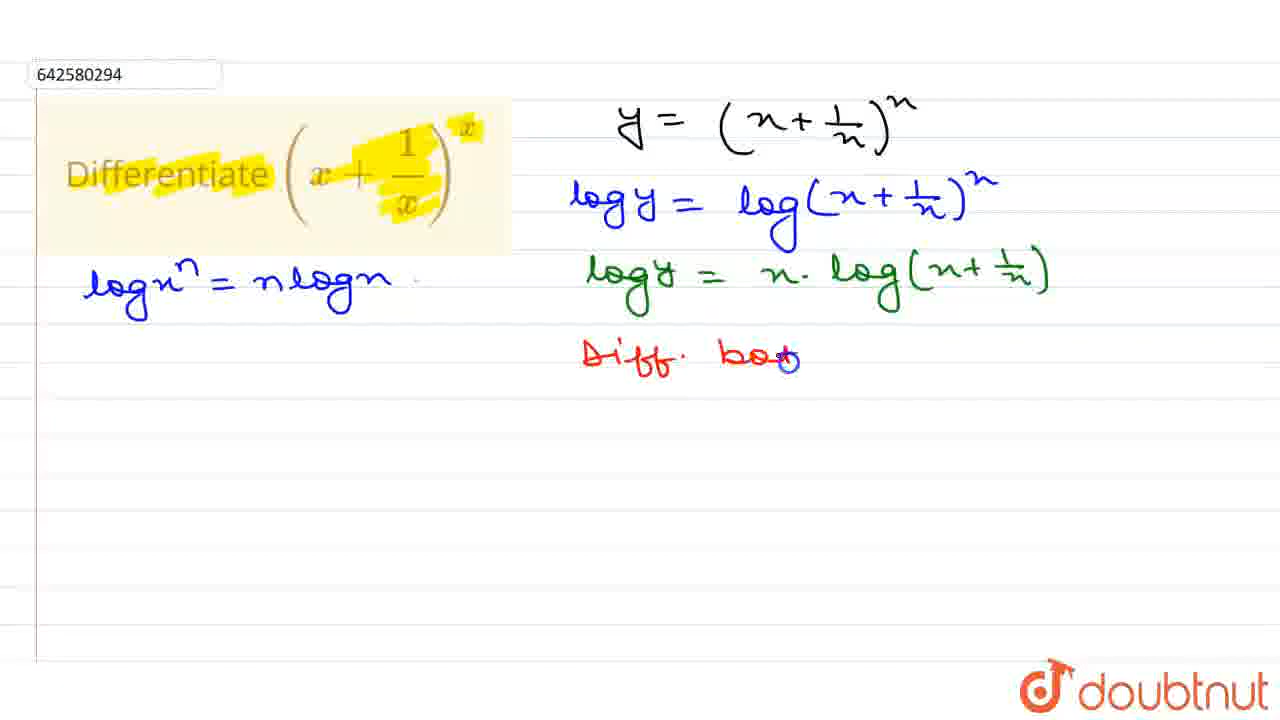 642580294
Differentiate (x + 1/x)^x
y = (x + 1/x)^x
log y = log (x + 1/x)^x
log x^n = n log x
log y = x · log (x + 1/x)
Diff. bot
doubtnut